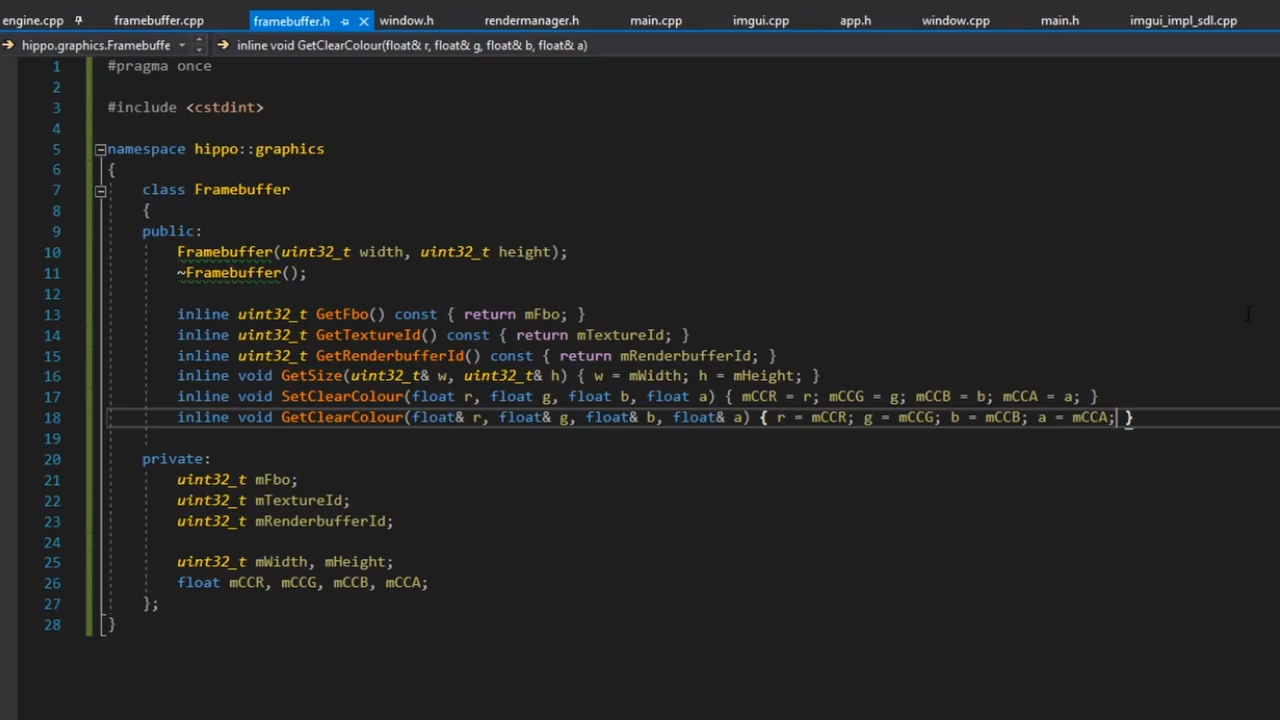 engine.cpp framebuffer.cpp framebuffer.h window.h rendermanager.h main.cpp imgui.cpp app.h window.cpp main.h imgui_impl_sdl.cpp
hippo.graphics.Framebuffe inline void GetClearColour(float& r, float& g, float& b, float& a)
1 #pragma once
2
3 #include <cstdint>
4
5 namespace hippo::graphics
6 {
7 class Framebuffer
8 {
9 public:
10 Framebuffer(uint32_t width, uint32_t height);
11 ~Framebuffer();
12
13 inline uint32_t GetFbo() const { return mFbo; }
14 inline uint32_t GetTextureId() const { return mTextureId; }
15 inline uint32_t GetRenderbufferId() const { return mRenderbufferId; }
16 inline void GetSize(uint32_t& w, uint32_t& h) { w = mWidth; h = mHeight; }
17 inline void SetClearColour(float r, float g, float b, float a) { mCCR = r; mCCG = g; mCCB = b; mCCA = a; }
18 inline void GetClearColour(float& r, float& g, float& b, float& a) { r = mCCR; g = mCCG; b = mCCB; a = mCCA; }
19
20 private:
21 uint32_t mFbo;
22 uint32_t mTextureId;
23 uint32_t mRenderbufferId;
24
25 uint32_t mWidth, mHeight;
26 float mCCR, mCCG, mCCB, mCCA;
27 };
28 }